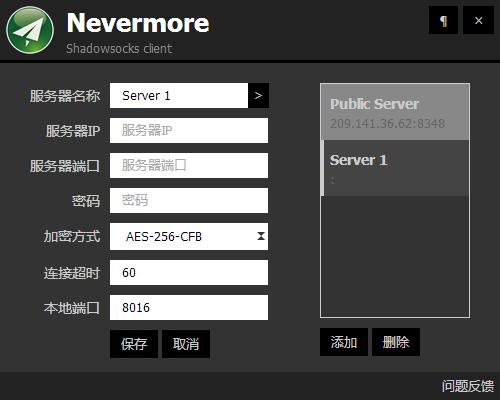 Nevermore
Shadowsocks client
¶ ×
服务器名称 Server 1 >
服务器IP 服务器IP
服务器端口 服务器端口
密码 密码
加密方式 AES-256-CFB
连接超时 60
本地端口 8016
保存 取消
Public Server
209.141.36.62:8348
Server 1
:
添加 删除
问题反馈